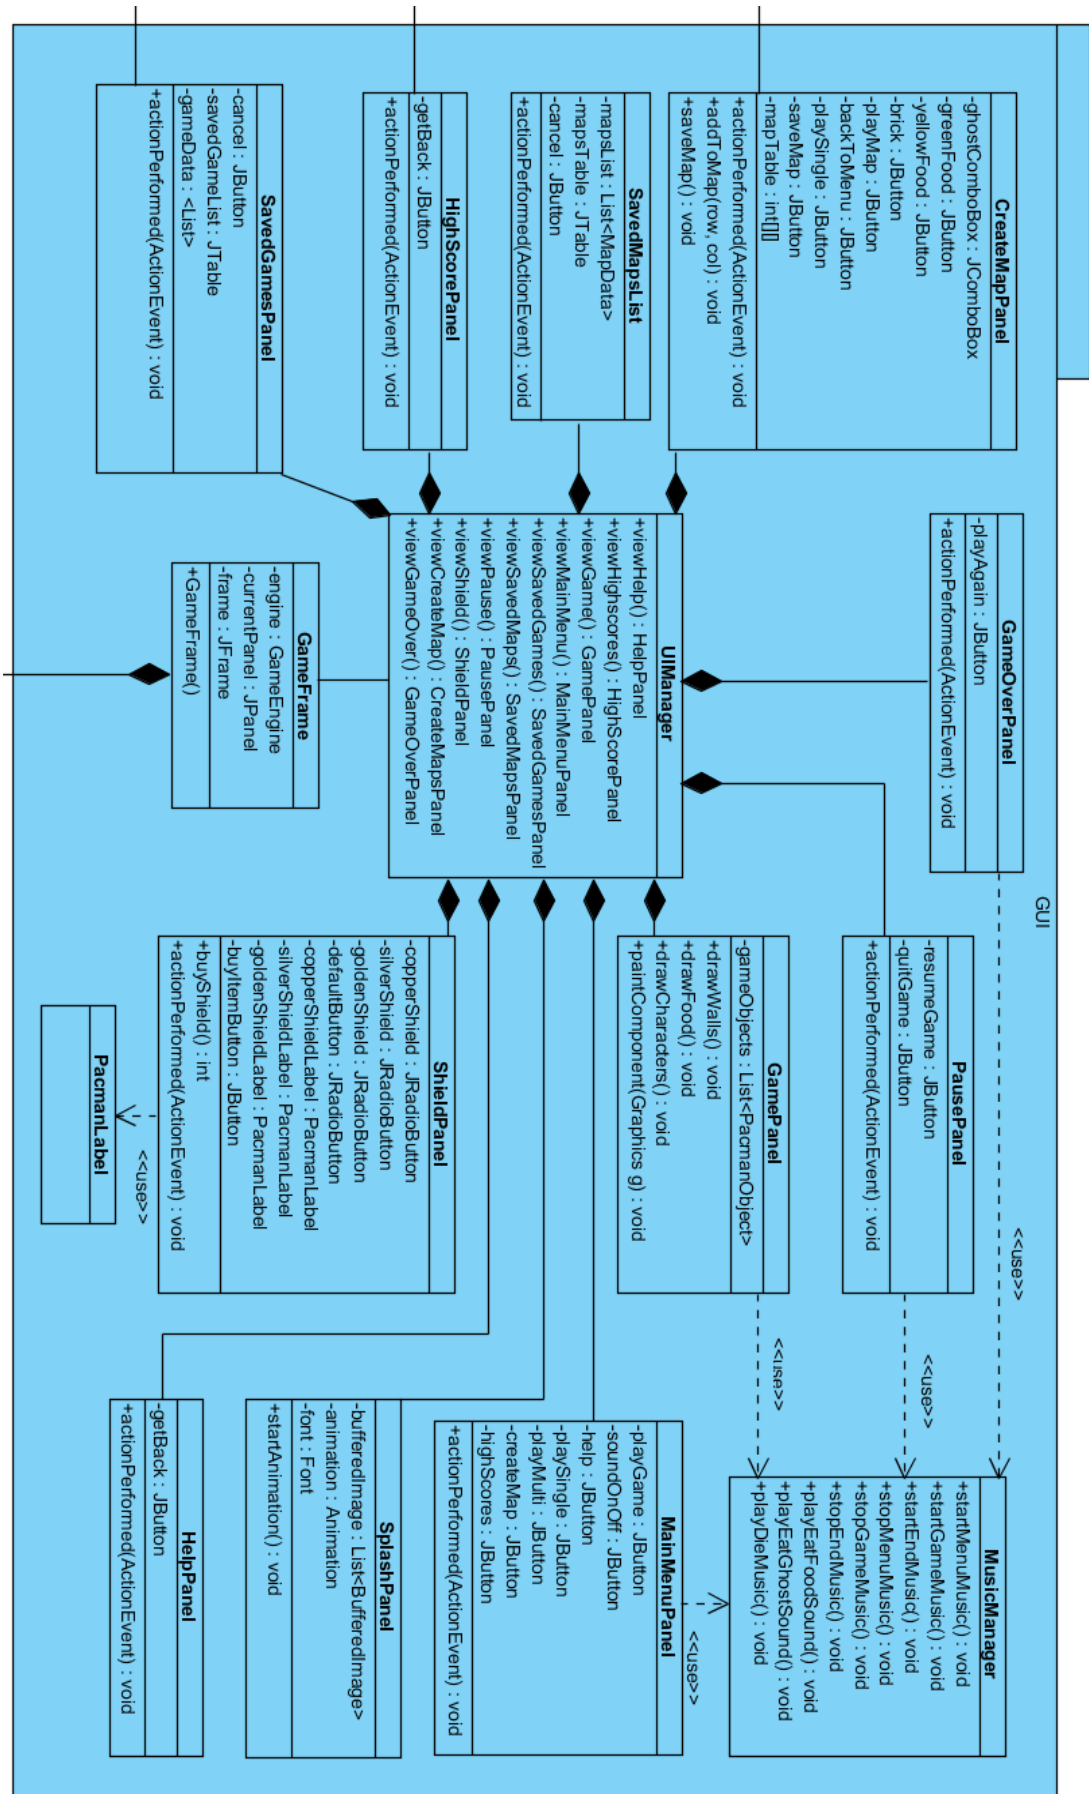 GUI
CreateMapPanel
-ghostComboBox : JComboBox
-greenFood : JButton
-yellowFood : JButton
-brick : JButton
-playMap : JButton
-backToMenu : JButton
-playSingle : JButton
-saveMap : JButton
-mapTable : int[][]
+actionPerformed(ActionEvent) : void
+addToMap(row, col) : void
+saveMap() : void
GameOverPanel
-playAgain : JButton
+actionPerformed(ActionEvent) : void
<<use>>
PausePanel
-resumeGame : JButton
-quitGame : JButton
+actionPerformed(ActionEvent) : void
<<use>>
MusicManager
+startMenuMusic() : void
+startGameMusic() : void
+startEndMusic() : void
+stopMenuMusic() : void
+stopGameMusic() : void
+stopEndMusic() : void
+playEatFoodSound() : void
+playEatGhostSound() : void
+playDieMusic() : void
SavedMapsList
-mapsList : List<MapData>
-mapsTable : JTable
-cancel : JButton
+actionPerformed(ActionEvent) : void
UIManager
+viewHelp() : HelpPanel
+viewHighscores() : HighScorePanel
+viewGame() : GamePanel
+viewMainMenu() : MainMenuPanel
+viewSavedGames() : SavedGamesPanel
+viewSavedMaps() : SavedMapsPanel
+viewPause() : PausePanel
+viewShield() : ShieldPanel
+viewCreateMap() : CreateMapsPanel
+viewGameOver() : GameOverPanel
GamePanel
-gameObjects : List<PacmanObject>
+drawWalls() : void
+drawFood() : void
+drawCharacters() : void
+paintComponent(Graphics g) : void
<<use>>
<<use>>
MainMenuPanel
-playGame : JButton
-soundOnOff : JButton
-help : JButton
-playSingle : JButton
-playMulti : JButton
-createMap : JButton
-highScores : JButton
+actionPerformed(ActionEvent) : void
HighScorePanel
-getBack : JButton
+actionPerformed(ActionEvent) : void
ShieldPanel
-copperShield : JRadioButton
-silverShield : JRadioButton
-goldenShield : JRadioButton
-defaultButton : JRadioButton
-copperShieldLabel : PacmanLabel
-silverShieldLabel : PacmanLabel
-goldenShieldLabel : PacmanLabel
-buyItemButton : JButton
+buyShield() : int
+actionPerformed(ActionEvent) : void
SplashPanel
-bufferedImage : List<BufferedImage>
-animation : Animation
-font : Font
+startAnimation() : void
SavedGamesPanel
-cancel : JButton
-savedGameList : JTable
-gameData : <List>
+actionPerformed(ActionEvent) : void
GameFrame
-engine : GameEngine
-currentPanel : JPanel
-frame : JFrame
+GameFrame()
<<use>>
PacmanLabel
HelpPanel
-getBack : JButton
+actionPerformed(ActionEvent) : void